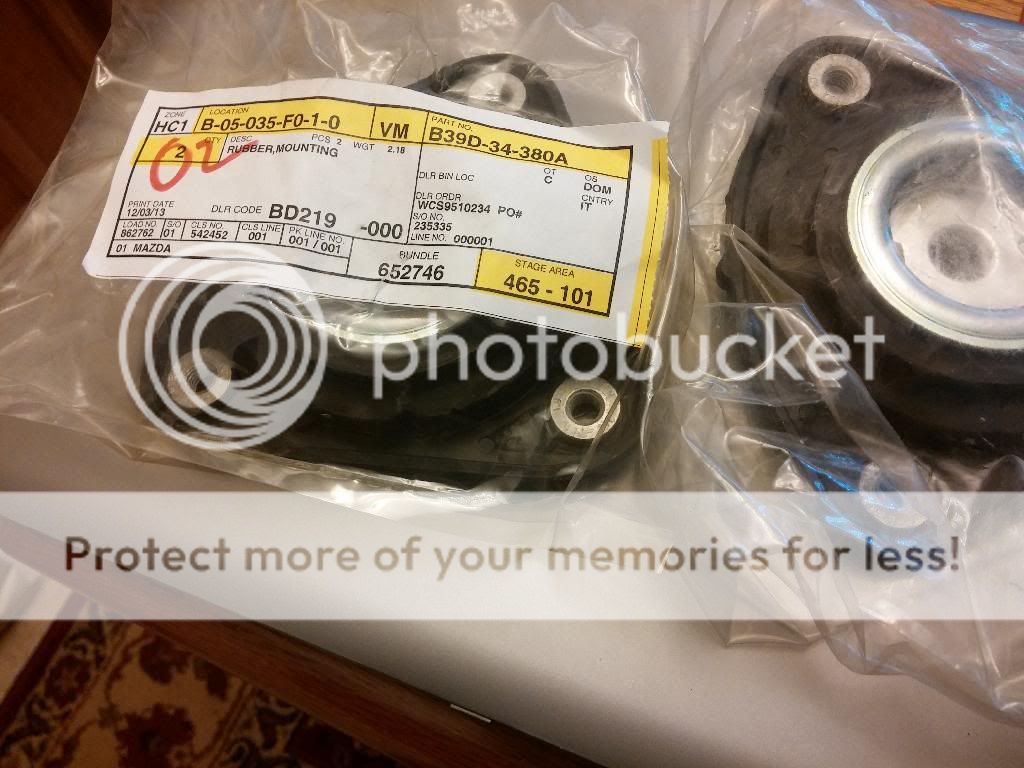 ZONE LOCATION PART NO.
HC1 B-05-035-F0-1-0 VM B39D-34-380A
QTY DESC PCS 2 WGT 2.18
2 RUBBER,MOUNTING
02
DLR BIN LOC OT C OS DOM
DLR ORDR CNTRY
WCS9510234 PO# IT
PRINT DATE
12/03/13 DLR CODE BD219 -000
S/O NO.
235335
LINE NO. 000001
LOAD NO. S/O CLS NO. CLS LINE PK LINE NO.
862762 01 542452 001 001 / 001
01 MAZDA
BUNDLE
652746
STAGE AREA
465 - 101
photobucket
Protect more of your memories for less!